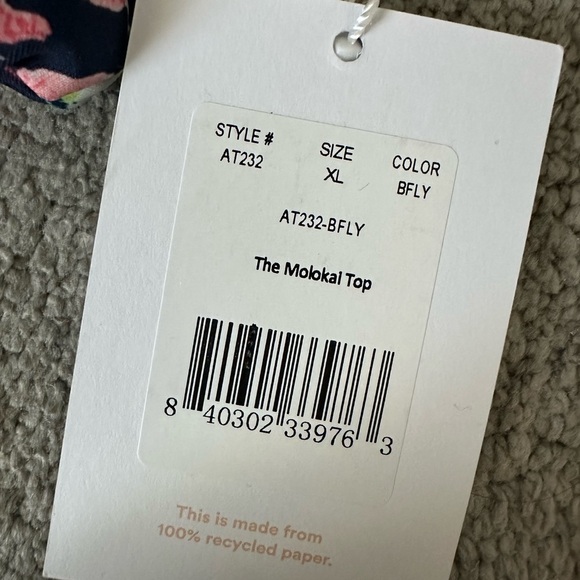 STYLE # SIZE COLOR
AT232 XL BFLY
AT232-BFLY
The Molokai Top
8 40302 33976 3
This is made from
100% recycled paper.